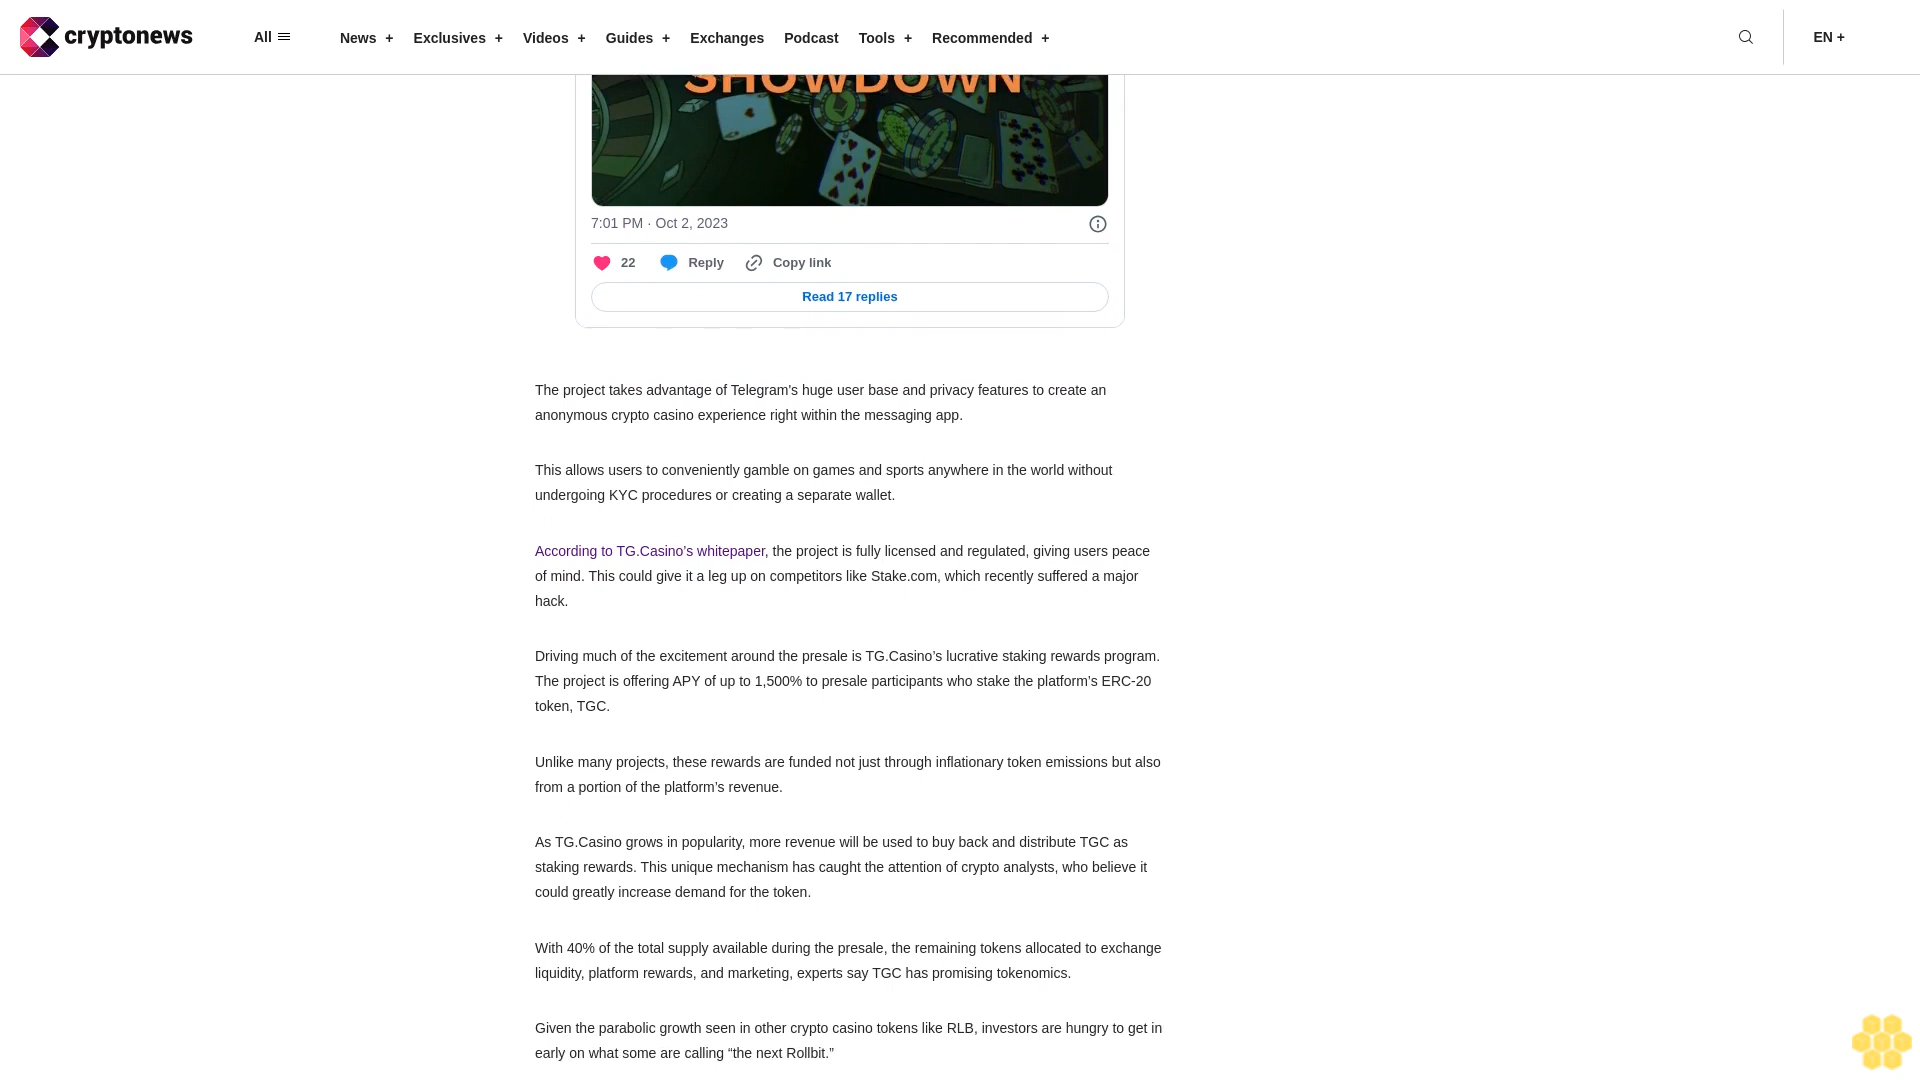 cryptonews
All
News +
Exclusives +
Videos +
Guides +
Exchanges
Podcast
Tools +
Recommended +
EN +
SHOWDOWN
7:01 PM · Oct 2, 2023
22
Reply
Copy link
Read 17 replies
The project takes advantage of Telegram's huge user base and privacy features to create an
anonymous crypto casino experience right within the messaging app.
This allows users to conveniently gamble on games and sports anywhere in the world without
undergoing KYC procedures or creating a separate wallet.
According to TG.Casino’s whitepaper, the project is fully licensed and regulated, giving users peace
of mind. This could give it a leg up on competitors like Stake.com, which recently suffered a major
hack.
Driving much of the excitement around the presale is TG.Casino’s lucrative staking rewards program.
The project is offering APY of up to 1,500% to presale participants who stake the platform’s ERC-20
token, TGC.
Unlike many projects, these rewards are funded not just through inflationary token emissions but also
from a portion of the platform’s revenue.
As TG.Casino grows in popularity, more revenue will be used to buy back and distribute TGC as
staking rewards. This unique mechanism has caught the attention of crypto analysts, who believe it
could greatly increase demand for the token.
With 40% of the total supply available during the presale, the remaining tokens allocated to exchange
liquidity, platform rewards, and marketing, experts say TGC has promising tokenomics.
Given the parabolic growth seen in other crypto casino tokens like RLB, investors are hungry to get in
early on what some are calling “the next Rollbit.”